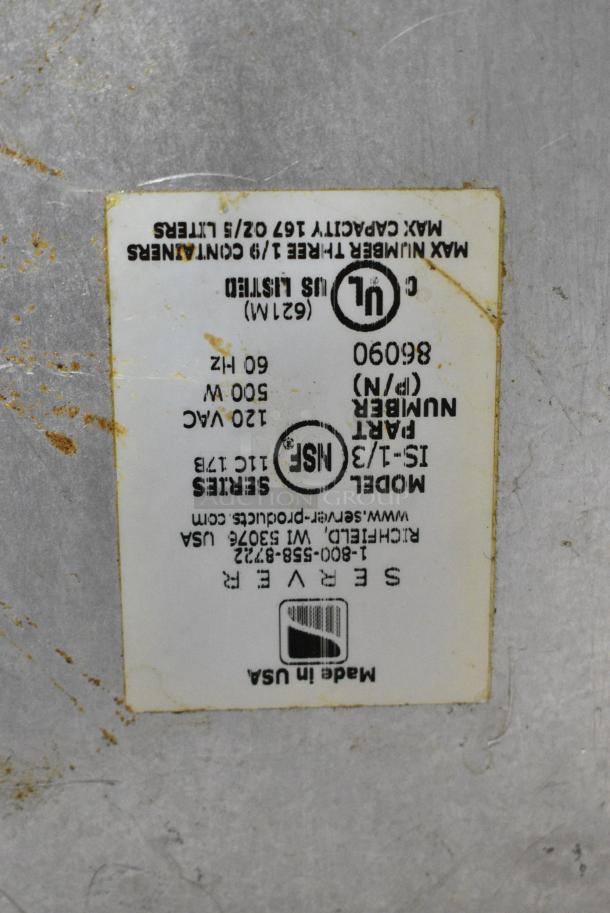 Made in USA
SERVER
1-800-558-8722
RICHFIELD, WI 53076 USA
www.server-products.com
MODEL
IS-1/3
NSF®
SERIES
11C 17B
PART
NUMBER
(P/N)
86090
120 VAC
500 W
60 Hz
(621M)
C UL US LISTED
MAX NUMBER THREE 1/9 CONTAINERS
MAX CAPACITY 167 OZ/5 LITERS
AUCTION GROUP